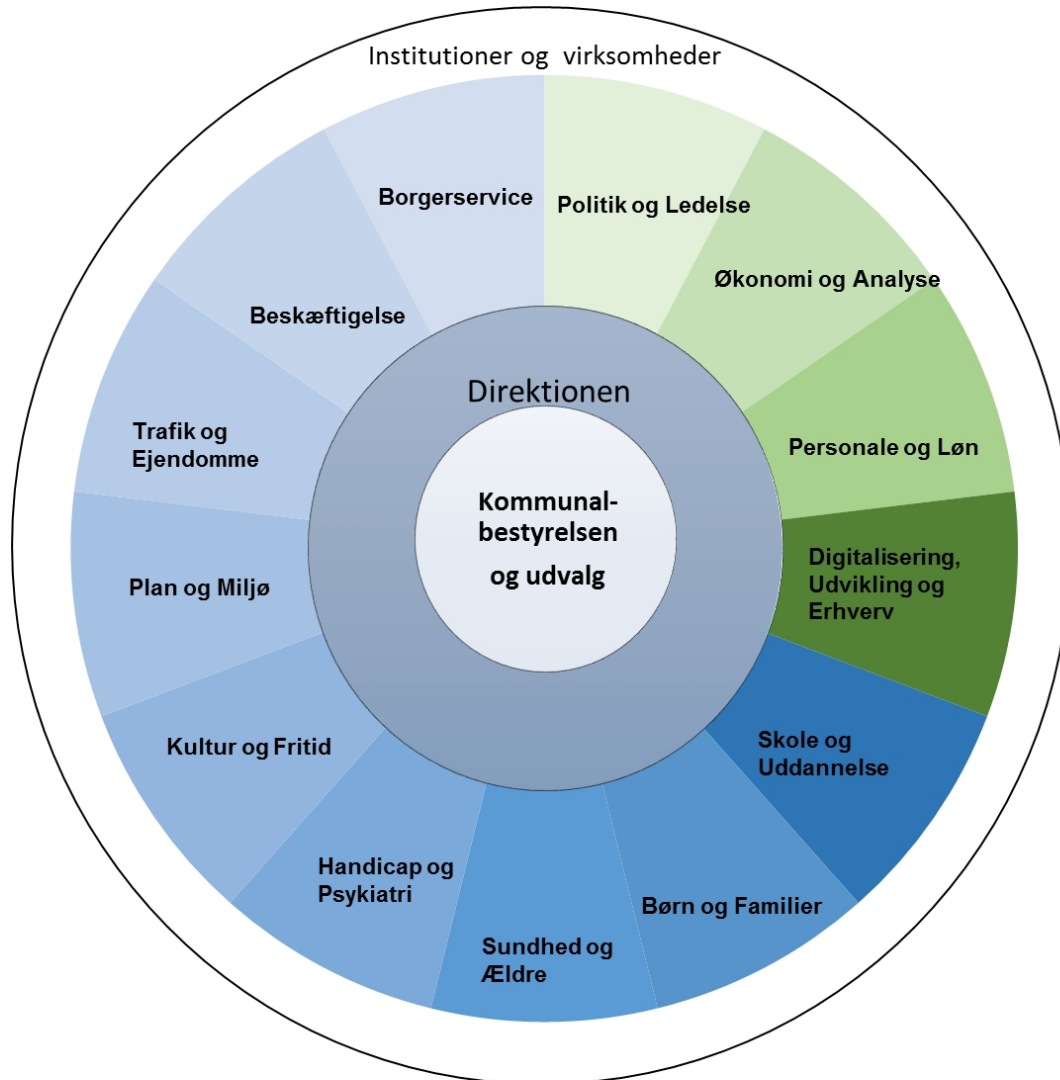 Institutioner og virksomheder
Borgerservice
Politik og Ledelse
Økonomi og Analyse
Beskæftigelse
Direktionen
Trafik og
Ejendomme
Personale og Løn
Kommunal-
bestyrelsen
og udvalg
Plan og Miljø
Digitalisering,
Udvikling og
Erhverv
Kultur og Fritid
Skole og
Uddannelse
Handicap og
Psykiatri
Børn og Familier
Sundhed og
Ældre